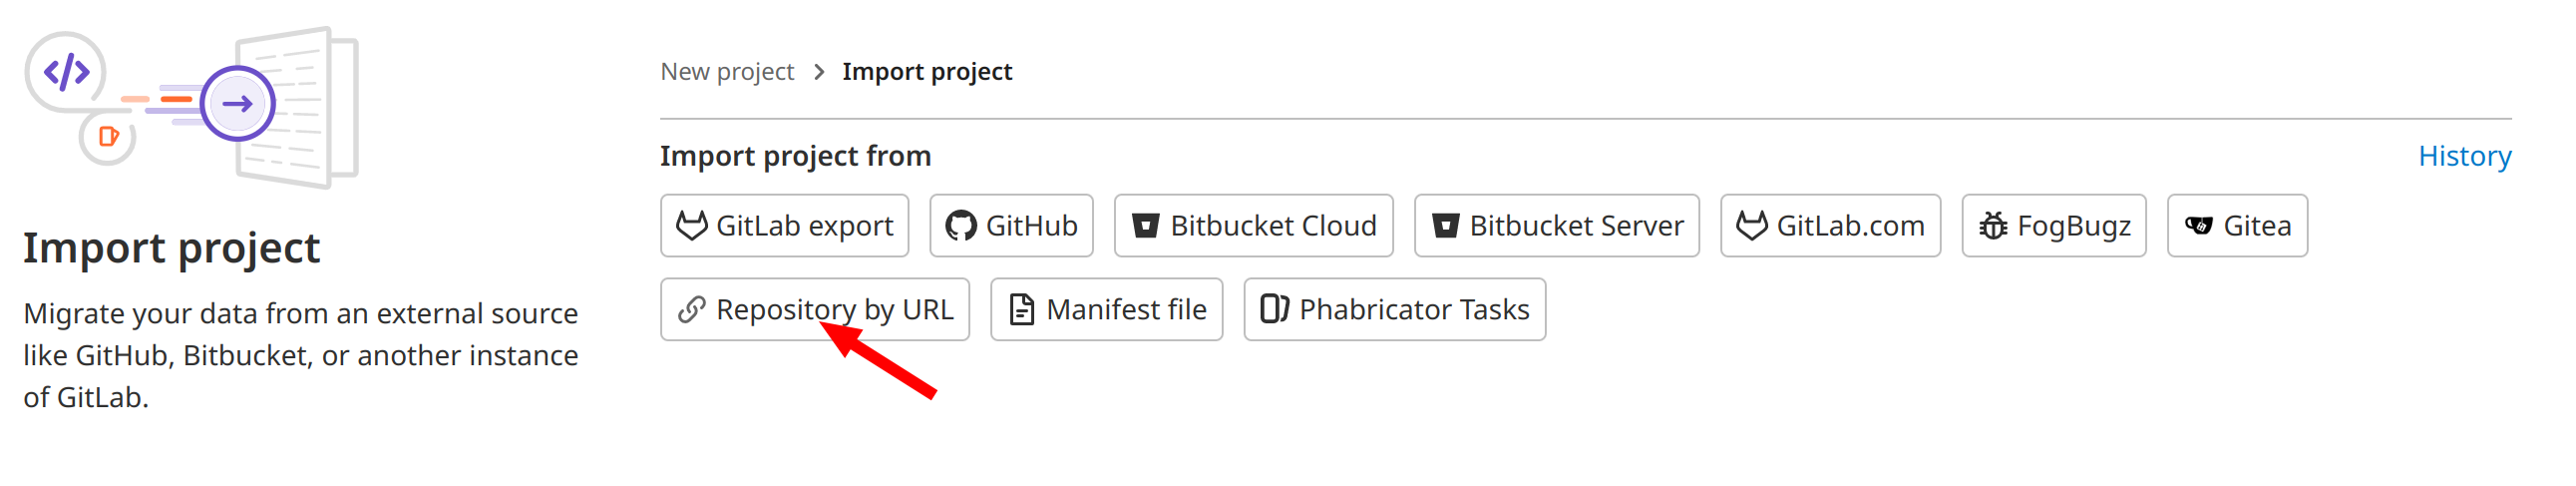 New project > Import project
Import project from
History
GitLab export
GitHub
Bitbucket Cloud
Bitbucket Server
GitLab.com
FogBugz
Gitea
Repository by URL
Manifest file
Phabricator Tasks
Import project
Migrate your data from an external source
like GitHub, Bitbucket, or another instance
of GitLab.